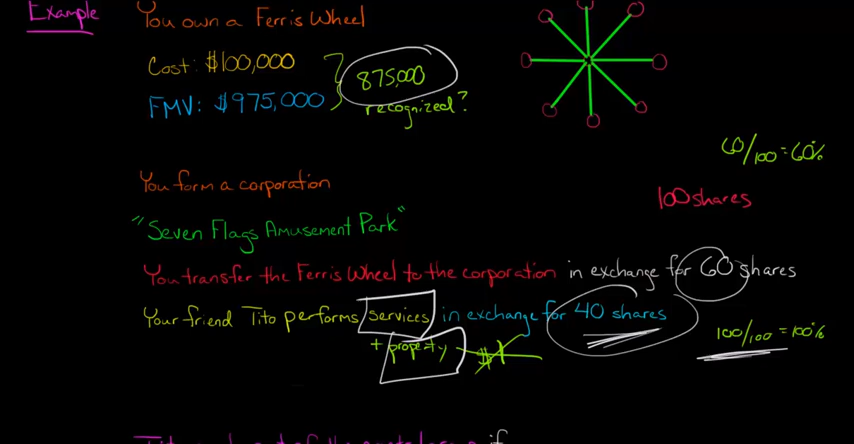 Example
You own a Ferris Wheel
Cost: $100,000
FMV: $975,000
875,000
recognized?
60/100 = 60%
You form a corporation
100 shares
"Seven Flags Amusement Park"
You transfer the Ferris Wheel to the corporation in exchange for 60 shares
Your friend Tito performs services in exchange for 40 shares
+ property $1
100/100 = 100%
if